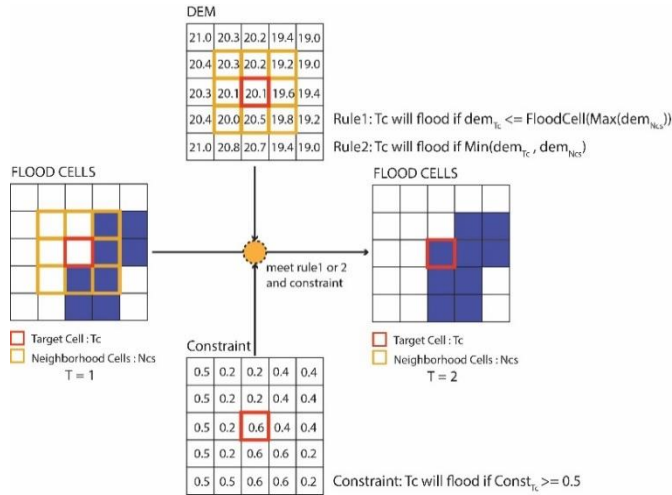 DEM
21.0 20.3 20.2 19.4 19.0
20.4 20.3 20.2 19.2 19.0
20.3 20.1 20.1 19.6 19.4
20.4 20.0 20.5 19.8 19.2
21.0 20.8 20.7 19.4 19.0
Rule1: Tc will flood if dem_Tc <= FloodCell(Max(dem_Ncs))
Rule2: Tc will flood if Min(dem_Tc , dem_Ncs)
FLOOD CELLS
FLOOD CELLS
meet rule1 or 2
and constraint
Target Cell : Tc
Neighborhood Cells : Ncs
T = 1
Target Cell : Tc
Neighborhood Cells : Ncs
T = 2
Constraint
0.5 0.2 0.2 0.4 0.4
0.5 0.2 0.2 0.4 0.4
0.5 0.2 0.6 0.4 0.4
0.5 0.2 0.6 0.6 0.2
0.5 0.5 0.6 0.6 0.2
Constraint: Tc will flood if Const_Tc >= 0.5